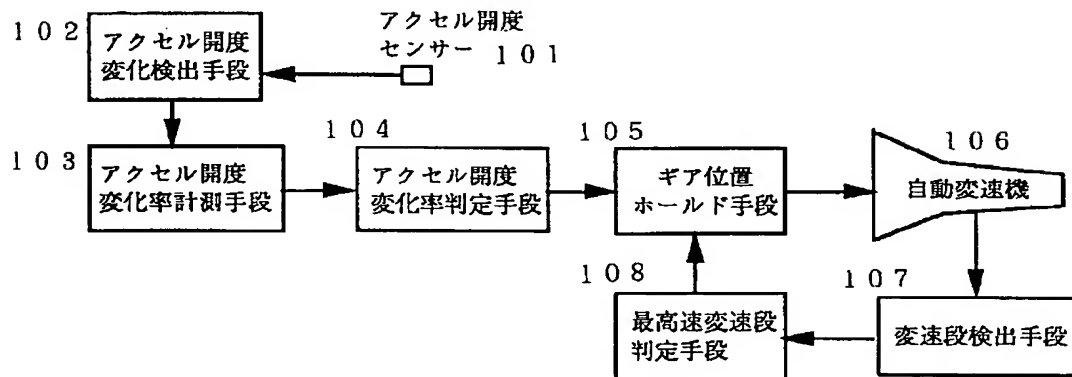 アクセル開度
センサー
101
102
アクセル開度
変化検出手段
103
アクセル開度
変化率計測手段
104
アクセル開度
変化率判定手段
105
ギア位置
ホールド手段
106
自動変速機
107
変速段検出手段
108
最高速変速段
判定手段